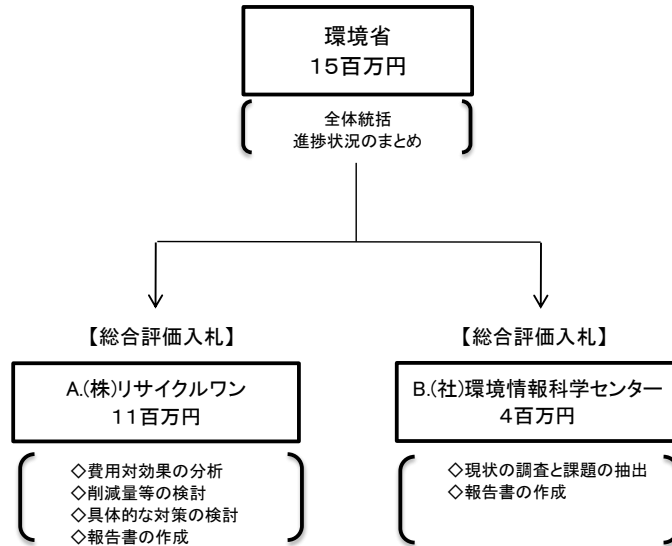 環境省
15百万円
全体統括
進捗状況のまとめ
【総合評価入札】
A.(株)リサイクルワン
11百万円
◇費用対効果の分析
◇削減量等の検討
◇具体的な対策の検討
◇報告書の作成
【総合評価入札】
B.(社)環境情報科学センター
4百万円
◇現状の調査と課題の抽出
◇報告書の作成